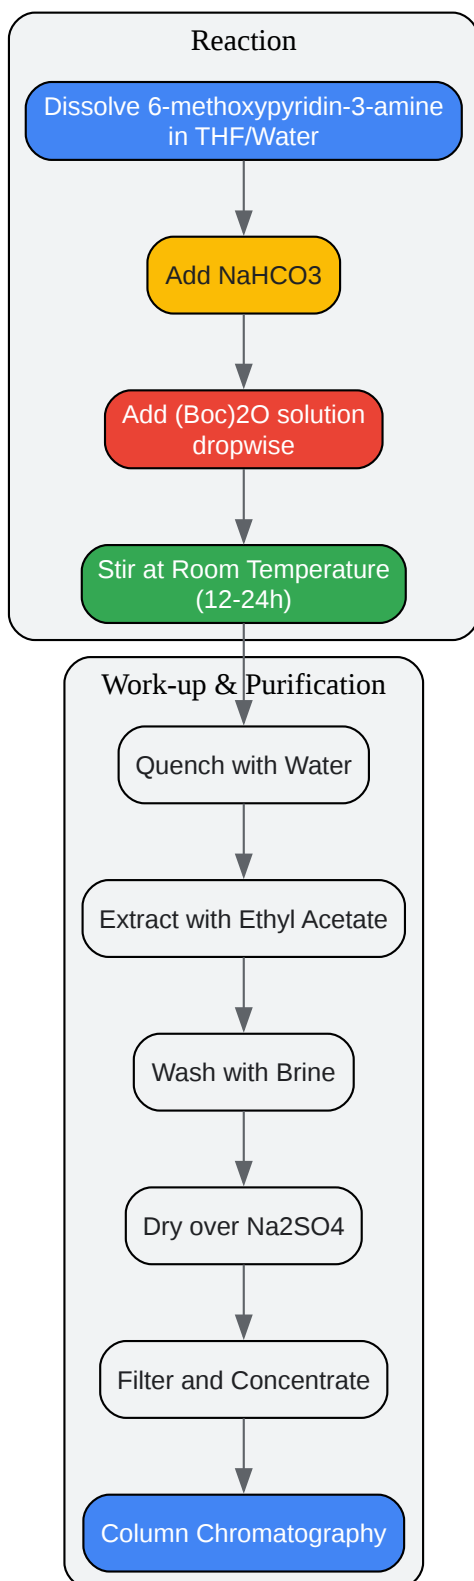 Reaction
Dissolve 6-methoxypyridin-3-amine
in THF/Water
Add NaHCO3
Add (Boc)2O solution
dropwise
Stir at Room Temperature
(12-24h)
Work-up & Purification
Quench with Water
Extract with Ethyl Acetate
Wash with Brine
Dry over Na2SO4
Filter and Concentrate
Column Chromatography